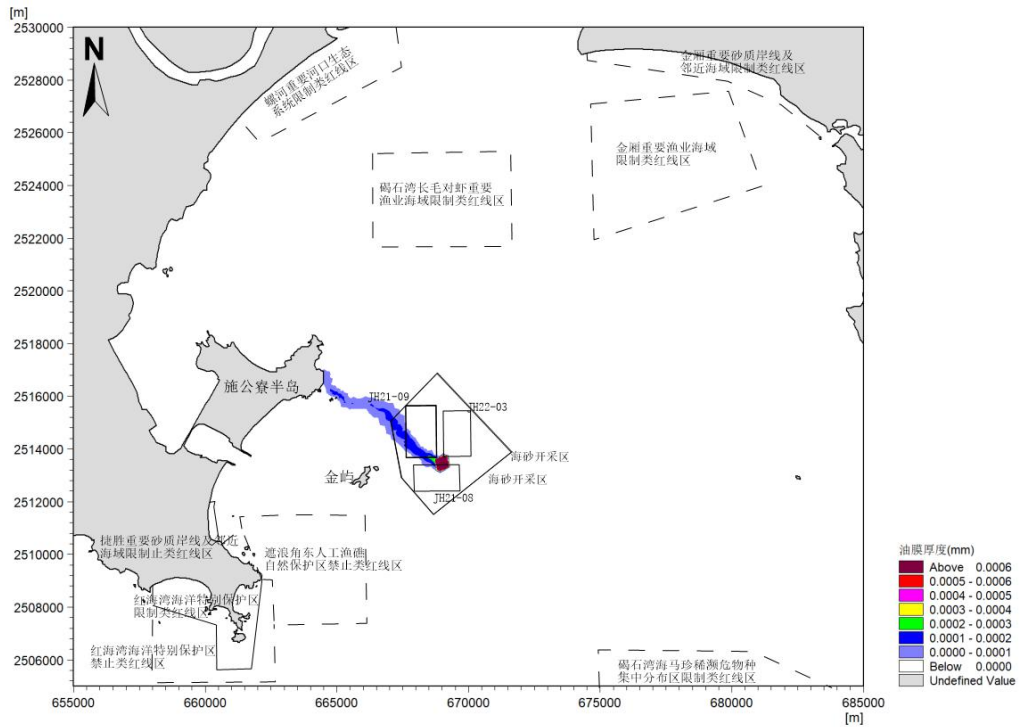 [m]
2530000
2528000
2526000
2524000
2522000
2520000
2518000
2516000
2514000
2512000
2510000
2508000
2506000
N
螺河重要河口生态
系统限制类红线区
金厢重要砂质岸线及
邻近海域限制类红线区
金厢重要渔业海域
限制类红线区
碣石湾长毛对虾重要
渔业海域限制类红线区
施公寮半岛
JH21-09
JH22-03
海砂开采区
海砂开采区
JH21-08
金屿
捷胜重要砂质岸线及邻近
海域限制止类红线区
遮浪角东人工渔礁
自然保护区禁止类红线区
红海湾海洋特别保护区
限制类红线区
红海湾海洋特别保护区
禁止类红线区
碣石湾海马珍稀濒危物种
集中分布区限制类红线区
655000
660000
665000
670000
675000
680000
685000
[m]
油膜厚度(mm)
Above 0.0006
0.0005 - 0.0006
0.0004 - 0.0005
0.0003 - 0.0004
0.0002 - 0.0003
0.0001 - 0.0002
0.0000 - 0.0001
Below 0.0000
Undefined Value